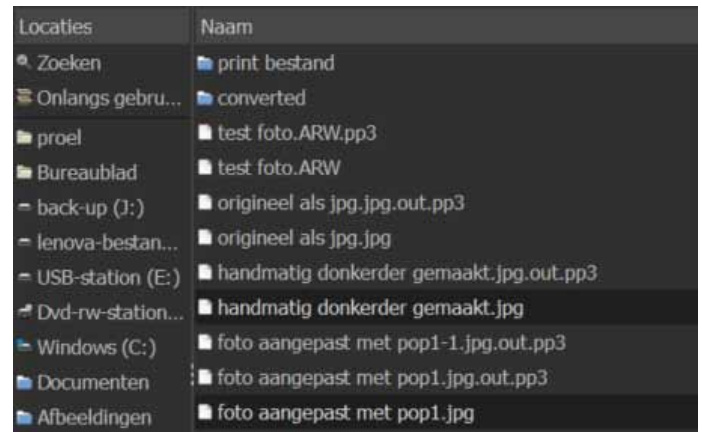 Locaties
Naam
Zoeken
print bestand
Onlangs gebru...
converted
proel
test foto.ARW.pp3
Bureaublad
test foto.ARW
back-up (J:)
origineel als jpg.jpg.out.pp3
lenova-bestan...
origineel als jpg.jpg
USB-station (E:)
handmatig donkerder gemaakt.jpg.out.pp3
Dvd-rw-station...
handmatig donkerder gemaakt.jpg
Windows (C:)
foto aangepast met pop1-1.jpg.out.pp3
Documenten
foto aangepast met pop1.jpg.out.pp3
Afbeeldingen
foto aangepast met pop1.jpg